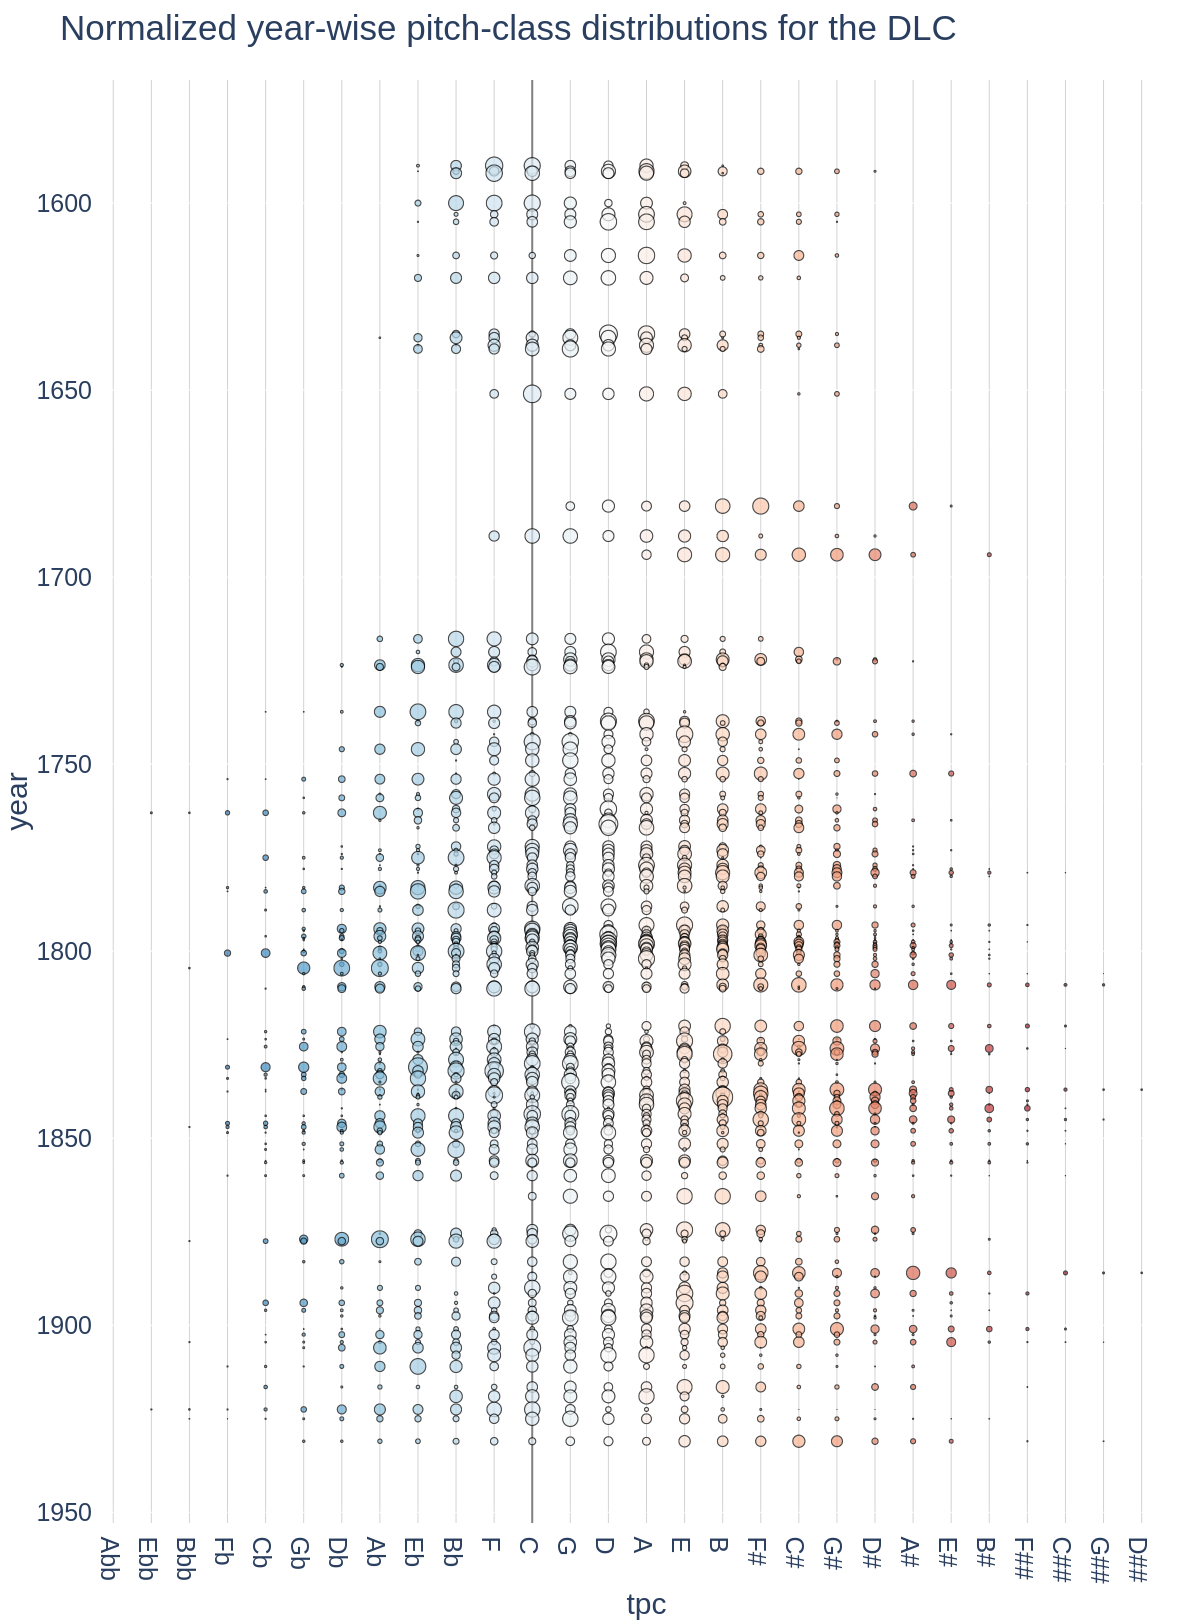 Normalized year-wise pitch-class distributions for the DLC
1600
1650
1700
1750
1800
1850
1900
1950
year
Abb
Ebb
Bbb
Fb
Cb
Gb
Db
Ab
Eb
Bb
F
C
G
D
A
E
B
F#
C#
G#
D#
A#
E#
B#
F##
C##
G##
D##
tpc